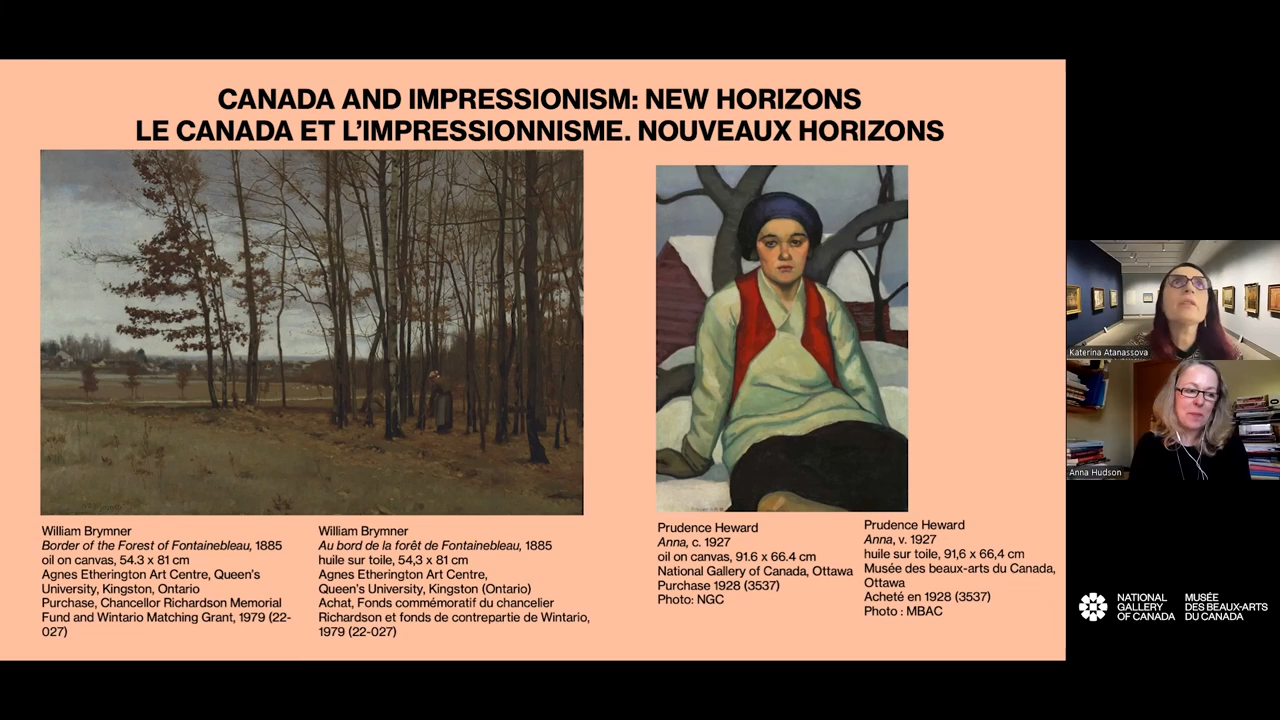 CANADA AND IMPRESSIONISM: NEW HORIZONS
LE CANADA ET L'IMPRESSIONNISME. NOUVEAUX HORIZONS
William Brymner
Border of the Forest of Fontainebleau, 1885
oil on canvas, 54.3 x 81 cm
Agnes Etherington Art Centre, Queen's
University, Kingston, Ontario
Purchase, Chancellor Richardson Memorial
Fund and Wintario Matching Grant, 1979 (22-
027)
William Brymner
Au bord de la forêt de Fontainebleau, 1885
huile sur toile, 54,3 x 81 cm
Agnes Etherington Art Centre,
Queen's University, Kingston (Ontario)
Achat, Fonds commémoratif du chancelier
Richardson et fonds de contrepartie de Wintario,
1979 (22-027)
Prudence Heward
Anna, c. 1927
oil on canvas, 91.6 x 66.4 cm
National Gallery of Canada, Ottawa
Purchase 1928 (3537)
Photo: NGC
Prudence Heward
Anna, v. 1927
huile sur toile, 91,6 x 66,4 cm
Musée des beaux-arts du Canada,
Ottawa
Acheté en 1928 (3537)
Photo : MBAC
Katerina Atanassova
Anna Hudson
NATIONAL
GALLERY
OF CANADA
MUSÉE
DES BEAUX-ARTS
DU CANADA